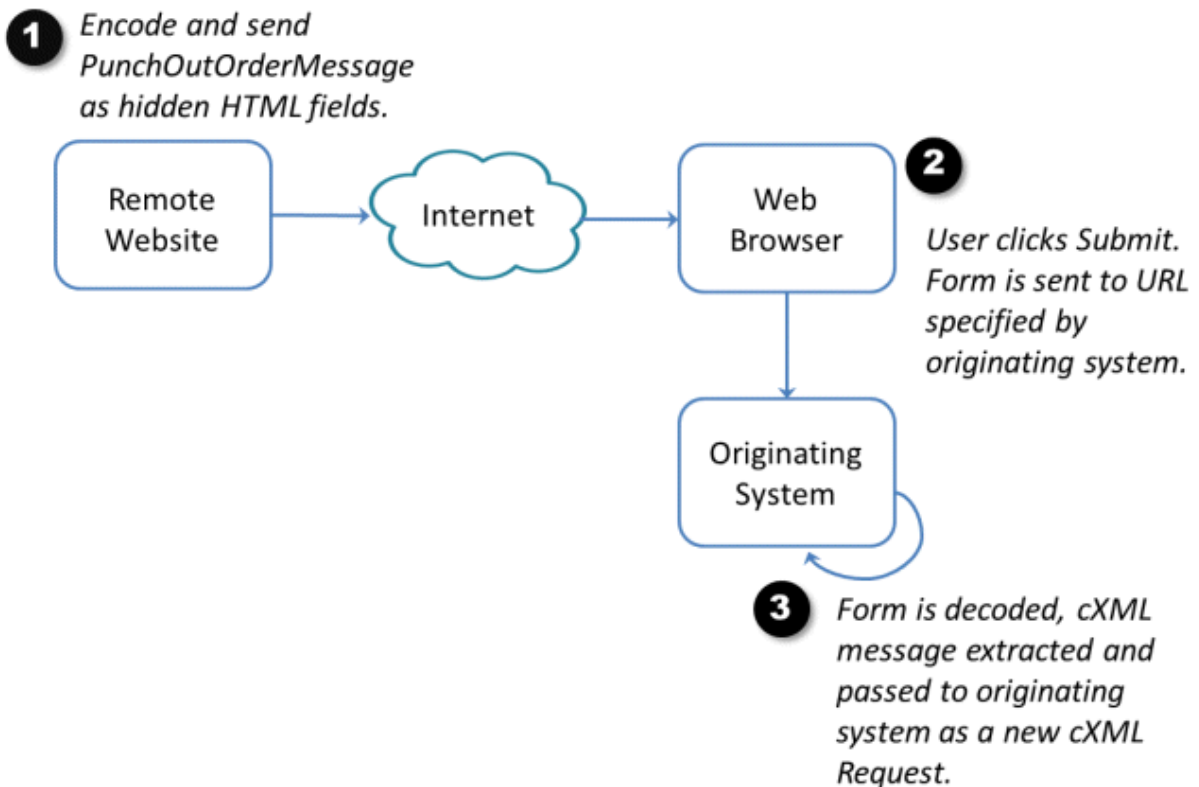 1
Encode and send
PunchOutOrderMessage
as hidden HTML fields.
Remote
Website
Internet
Web
Browser
2
User clicks Submit.
Form is sent to URL
specified by
originating system.
Originating
System
3
Form is decoded, cXML
message extracted and
passed to originating
system as a new cXML
Request.